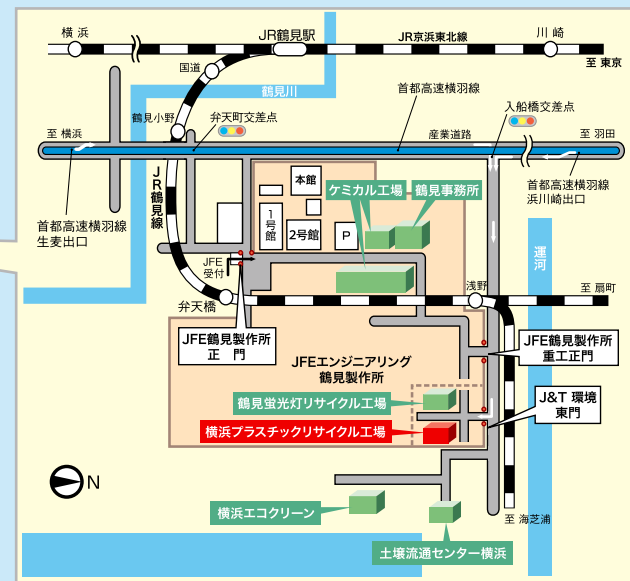 横浜
JR鶴見駅
JR京浜東北線
川崎
至 東京
国道
鶴見川
首都高速横羽線
鶴見小野
弁天町交差点
入船橋交差点
至 横浜
産業道路
至 羽田
首都高速横羽線
生麦出口
JR鶴見線
首都高速横羽線
浜川崎出口
本館
ケミカル工場
鶴見事務所
1号館
2号館
P
運河
JFE
受付
浅野
至 扇町
弁天橋
JFE鶴見製作所
正 門
JFEエンジニアリング
鶴見製作所
JFE鶴見製作所
重工正門
鶴見蛍光灯リサイクル工場
J&T 環境
東門
横浜プラスチックリサイクル工場
N
横浜エコクリーン
至 海芝浦
土壌流通センター横浜